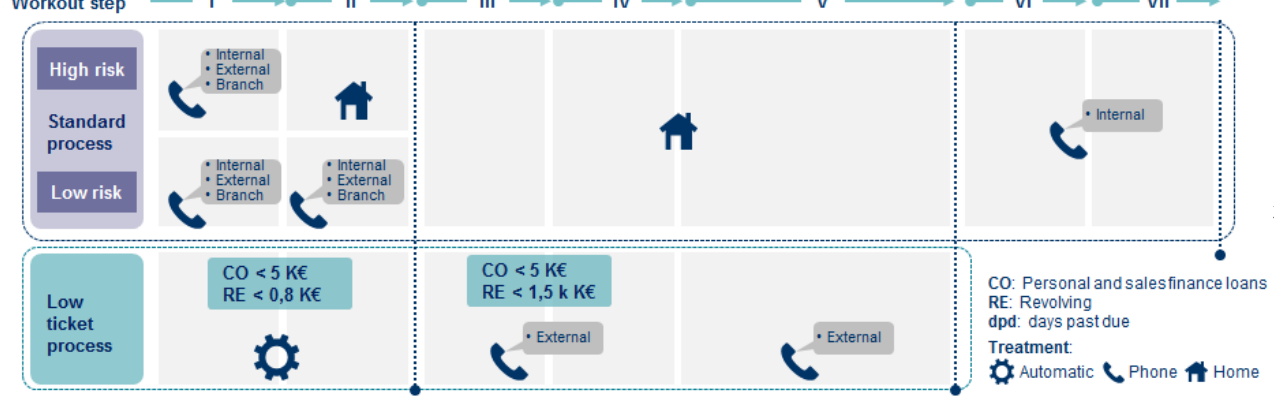 Workout step I II III IV V VI VII
High risk
Standard
process
Low risk
• Internal
• External
• Branch
• Internal
• External
• Branch
• Internal
• External
• Branch
• Internal
Low
ticket
process
CO < 5 K€
RE < 0,8 K€
CO < 5 K€
RE < 1,5 k K€
• External
• External
CO: Personal and sales finance loans
RE: Revolving
dpd: days past due
Treatment:
Automatic Phone Home